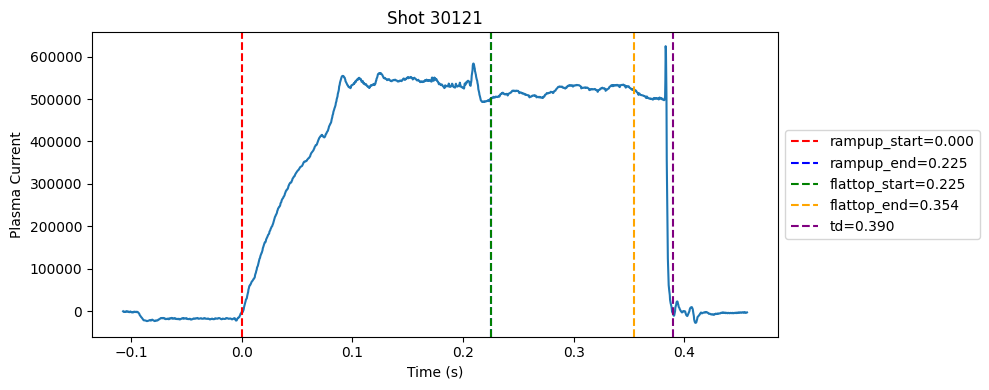 Shot 30121
600000
500000
400000
300000
200000
100000
0
Plasma Current
−0.1
0.0
0.1
0.2
0.3
0.4
Time (s)
rampup_start=0.000
rampup_end=0.225
flattop_start=0.225
flattop_end=0.354
td=0.390